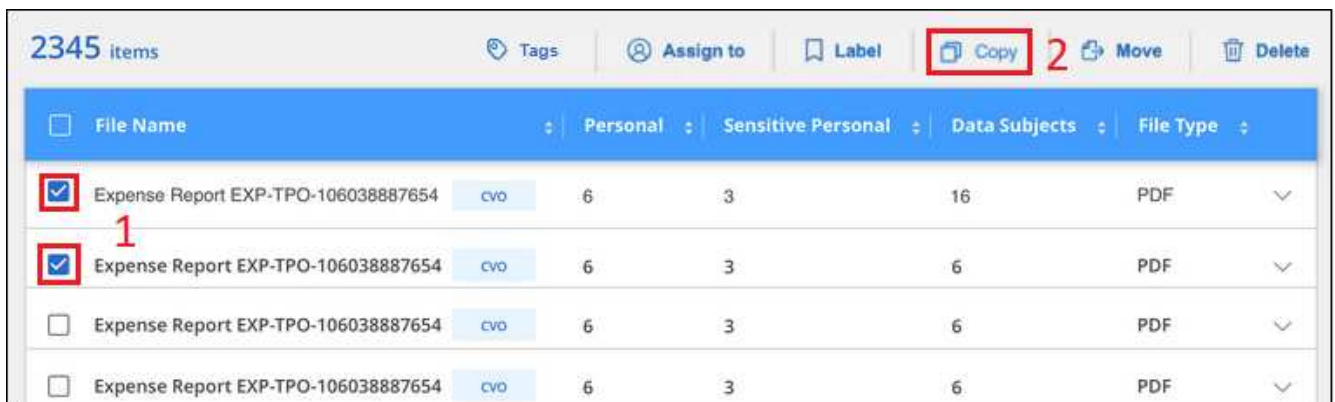 2345 items Tags Assign to Label Copy 2 Move Delete
File Name Personal Sensitive Personal Data Subjects File Type
Expense Report EXP-TPO-106038887654 CVO 6 3 16 PDF
1
Expense Report EXP-TPO-106038887654 CVO 6 3 6 PDF
Expense Report EXP-TPO-106038887654 CVO 6 3 6 PDF
Expense Report EXP-TPO-106038887654 CVO 6 3 6 PDF